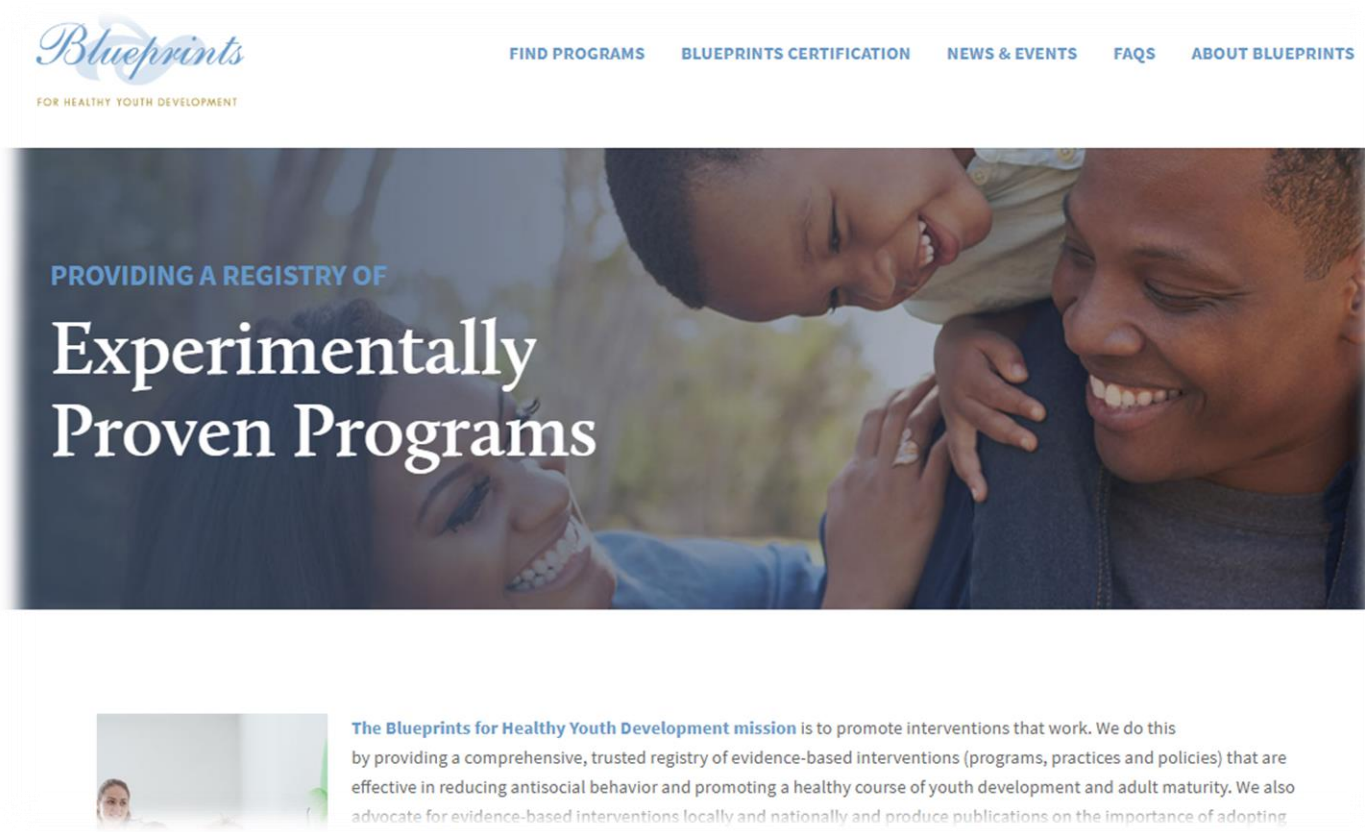 Blueprints
FOR HEALTHY YOUTH DEVELOPMENT
FIND PROGRAMS BLUEPRINTS CERTIFICATION NEWS & EVENTS FAQS ABOUT BLUEPRINTS
PROVIDING A REGISTRY OF
Experimentally
Proven Programs
The Blueprints for Healthy Youth Development mission is to promote interventions that work. We do this
by providing a comprehensive, trusted registry of evidence-based interventions (programs, practices and policies) that are
effective in reducing antisocial behavior and promoting a healthy course of youth development and adult maturity. We also
advocate for evidence-based interventions locally and nationally and produce publications on the importance of adopting